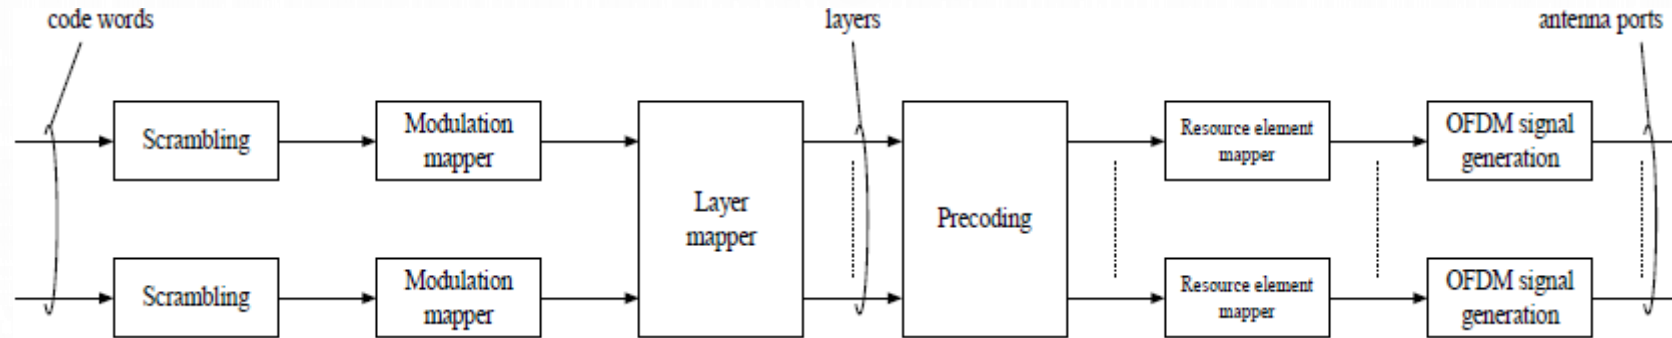 code words
layers
antenna ports
Scrambling
Modulation
mapper
Layer
mapper
Precoding
Resource element
mapper
OFDM signal
generation
Scrambling
Modulation
mapper
Resource element
mapper
OFDM signal
generation